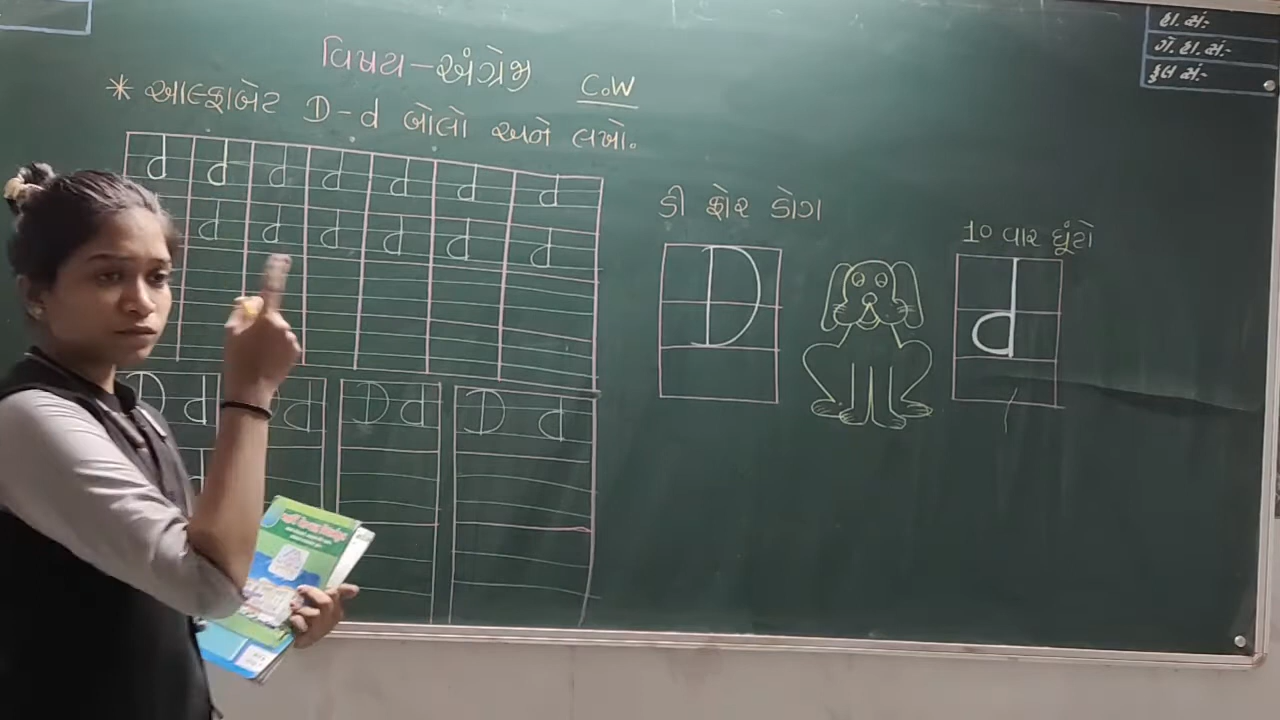 વિષય-અંગ્રેજી C.W
* આલ્ફાબેટ D-d બોલો અને લખો.
d d d d d d d
d d d d d d
D d d D d D d
ડી ફોર ડોગ
D
10 વાર ઘૂંટો
d
હા.સં:-
ગે.હા.સં:-
કુલ સં:-